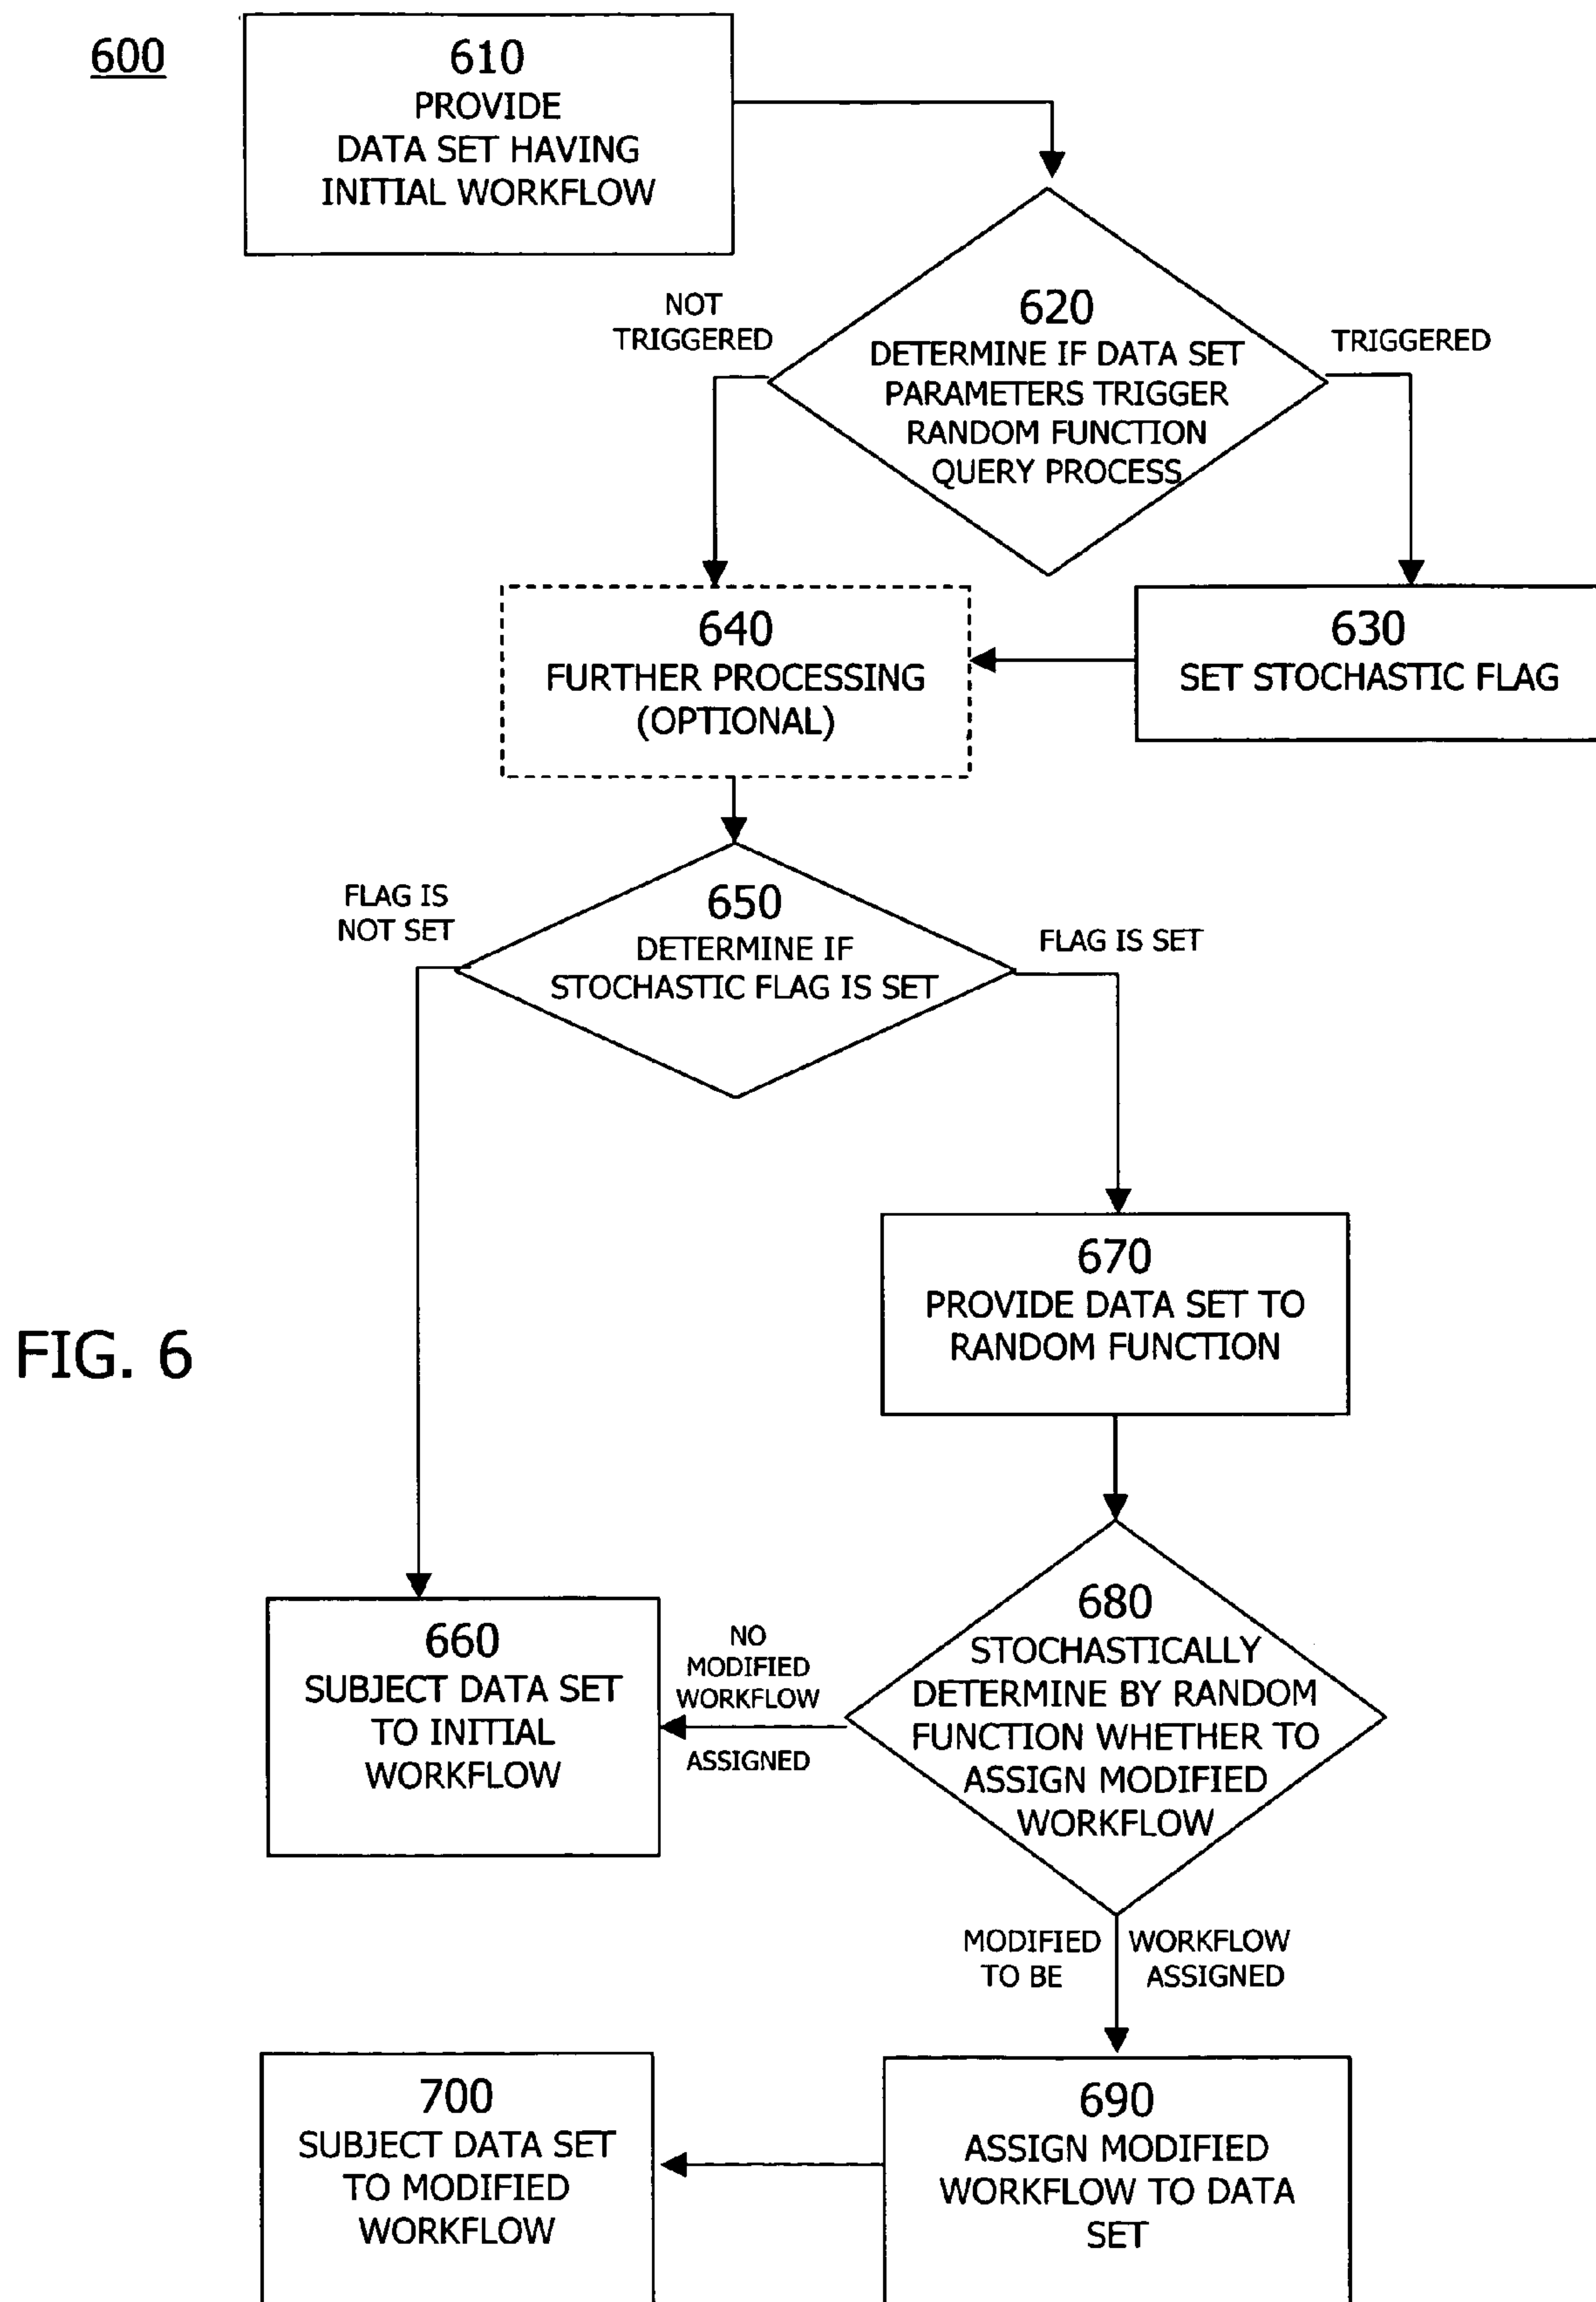 600
610
PROVIDE
DATA SET HAVING
INITIAL WORKFLOW
NOT
TRIGGERED
620
DETERMINE IF DATA SET
PARAMETERS TRIGGER
RANDOM FUNCTION
QUERY PROCESS
TRIGGERED
640
FURTHER PROCESSING
(OPTIONAL)
630
SET STOCHASTIC FLAG
FLAG IS
NOT SET
650
DETERMINE IF
STOCHASTIC FLAG IS SET
FLAG IS SET
670
PROVIDE DATA SET TO
RANDOM FUNCTION
FIG. 6
660
SUBJECT DATA SET
TO INITIAL
WORKFLOW
NO
MODIFIED
WORKFLOW
ASSIGNED
680
STOCHASTICALLY
DETERMINE BY RANDOM
FUNCTION WHETHER TO
ASSIGN MODIFIED
WORKFLOW
MODIFIED WORKFLOW
TO BE ASSIGNED
700
SUBJECT DATA SET
TO MODIFIED
WORKFLOW
690
ASSIGN MODIFIED
WORKFLOW TO DATA
SET